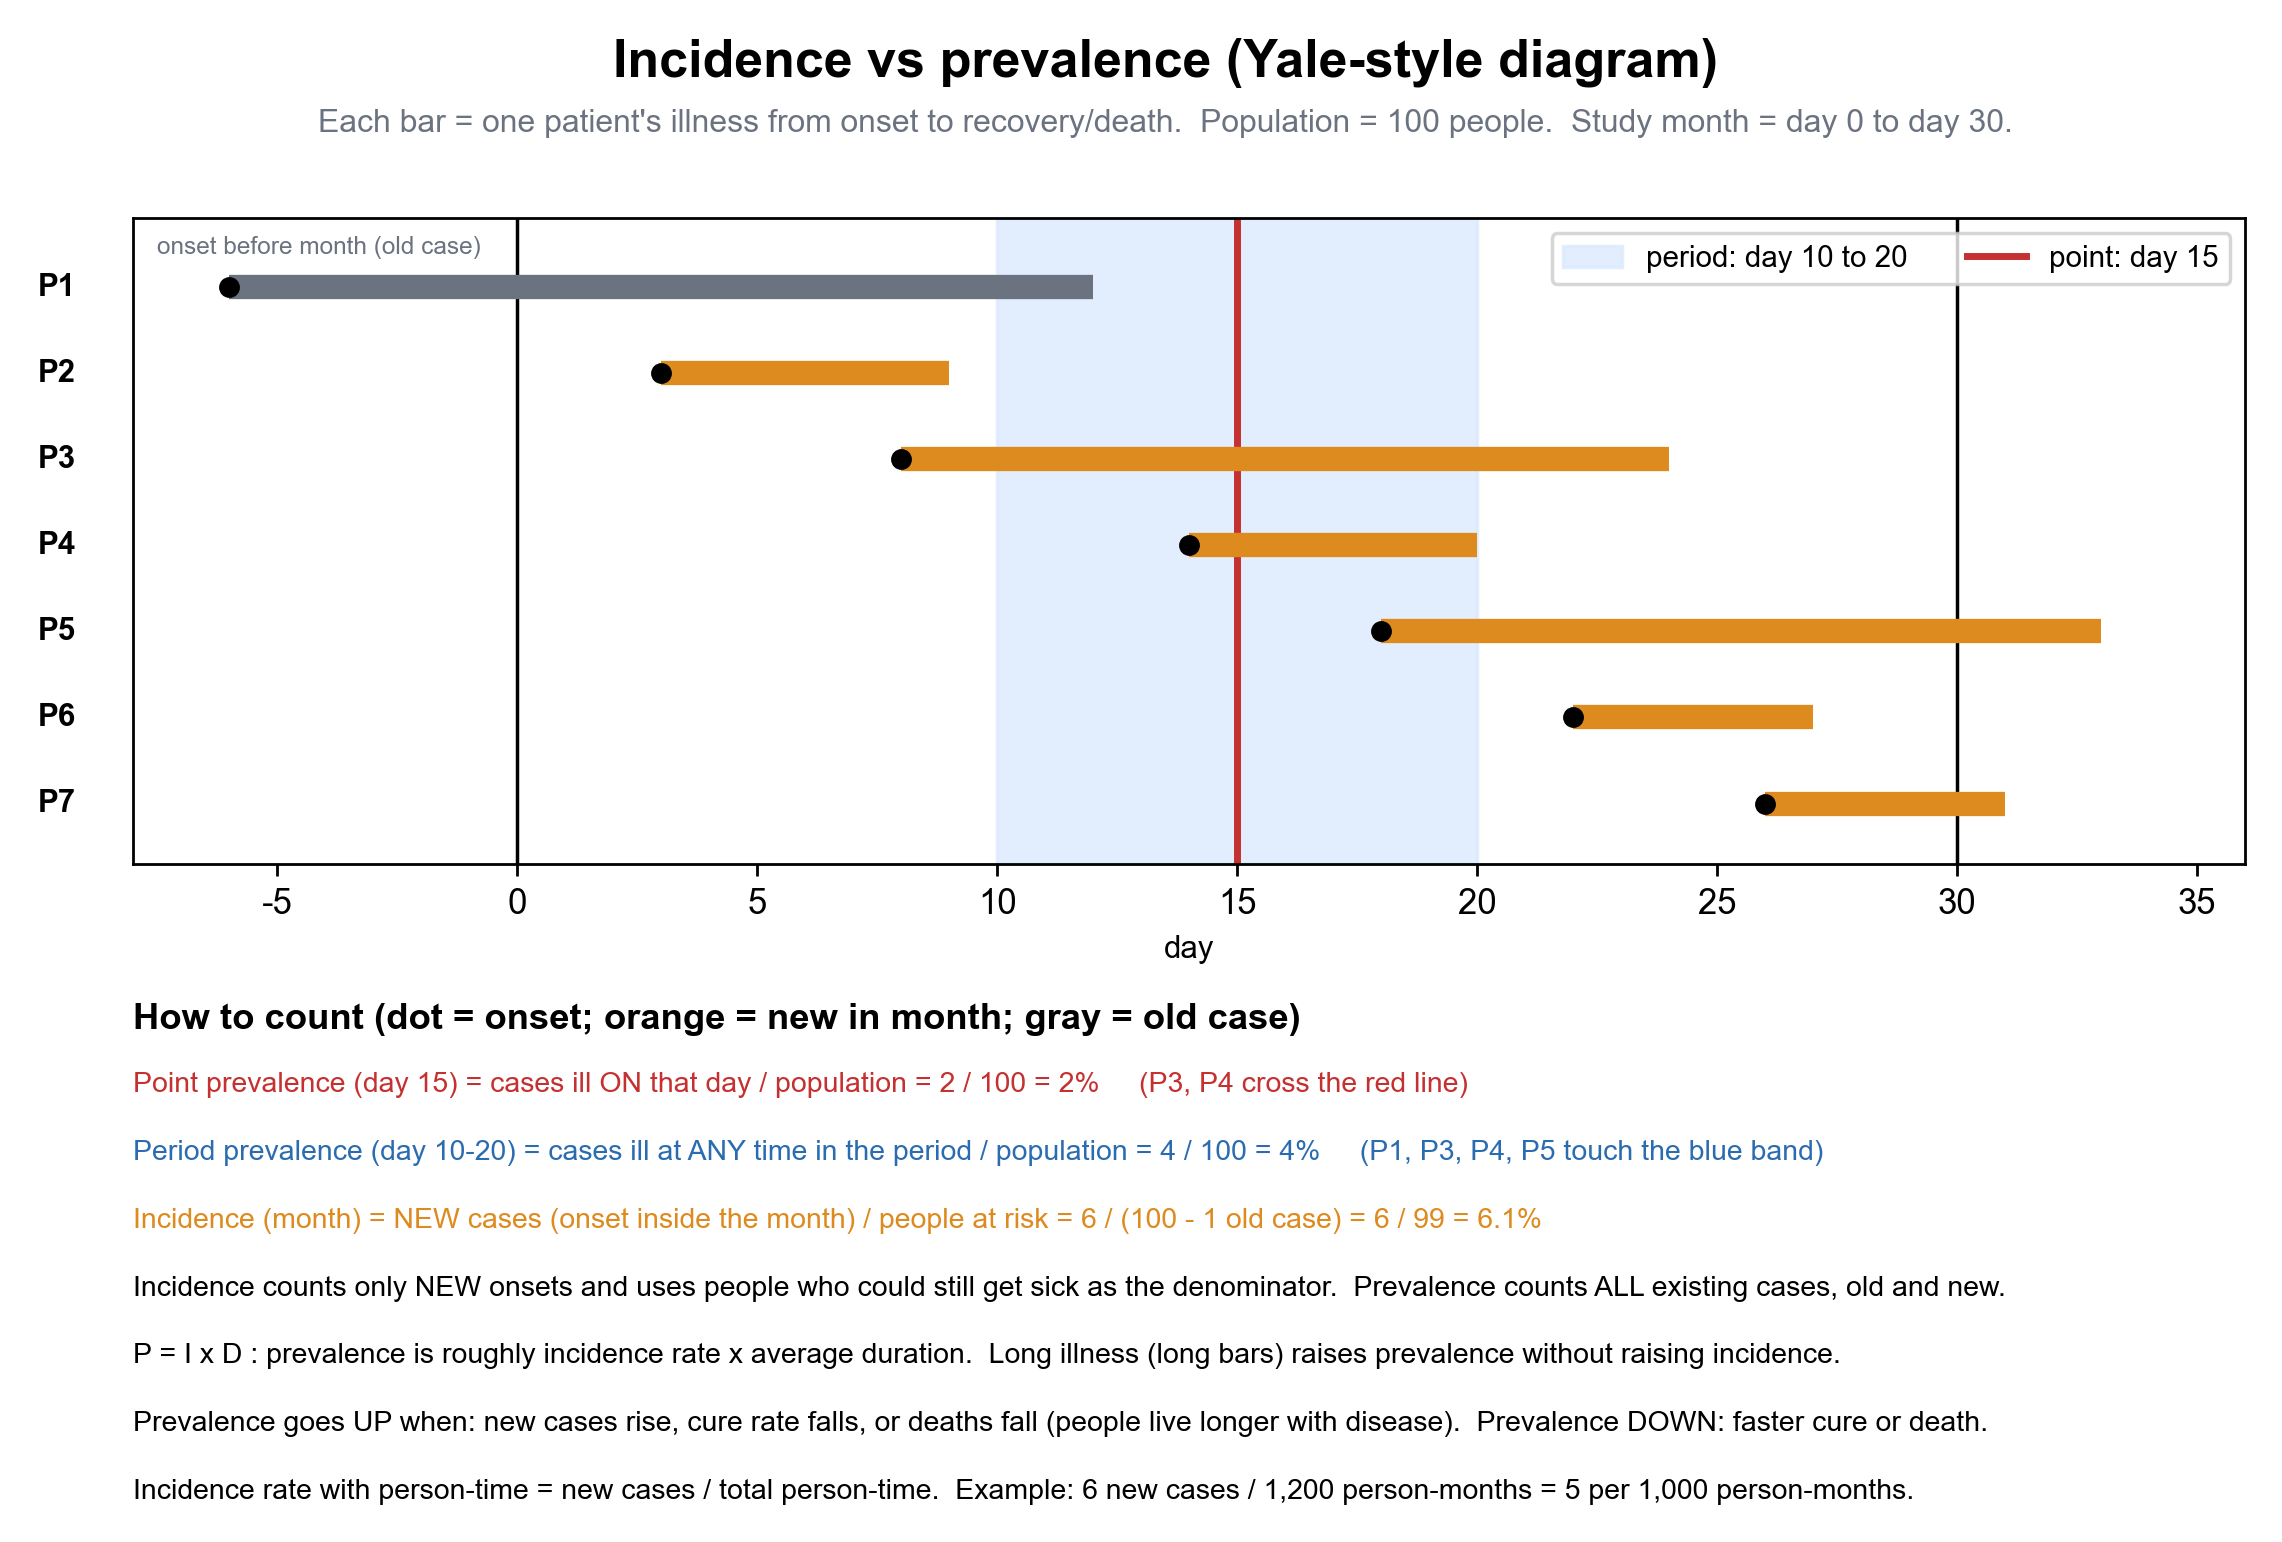 Incidence vs prevalence (Yale-style diagram)
Each bar = one patient's illness from onset to recovery/death.  Population = 100 people.  Study month = day 0 to day 30.
onset before month (old case)
period: day 10 to 20
point: day 15
P1
P2
P3
P4
P5
P6
P7
-5 0 5 10 15 20 25 30 35
day
How to count (dot = onset; orange = new in month; gray = old case)
Point prevalence (day 15) = cases ill ON that day / population = 2 / 100 = 2%     (P3, P4 cross the red line)
Period prevalence (day 10-20) = cases ill at ANY time in the period / population = 4 / 100 = 4%     (P1, P3, P4, P5 touch the blue band)
Incidence (month) = NEW cases (onset inside the month) / people at risk = 6 / (100 - 1 old case) = 6 / 99 = 6.1%
Incidence counts only NEW onsets and uses people who could still get sick as the denominator.  Prevalence counts ALL existing cases, old and new.
P = I x D : prevalence is roughly incidence rate x average duration.  Long illness (long bars) raises prevalence without raising incidence.
Prevalence goes UP when: new cases rise, cure rate falls, or deaths fall (people live longer with disease).  Prevalence DOWN: faster cure or death.
Incidence rate with person-time = new cases / total person-time.  Example: 6 new cases / 1,200 person-months = 5 per 1,000 person-months.